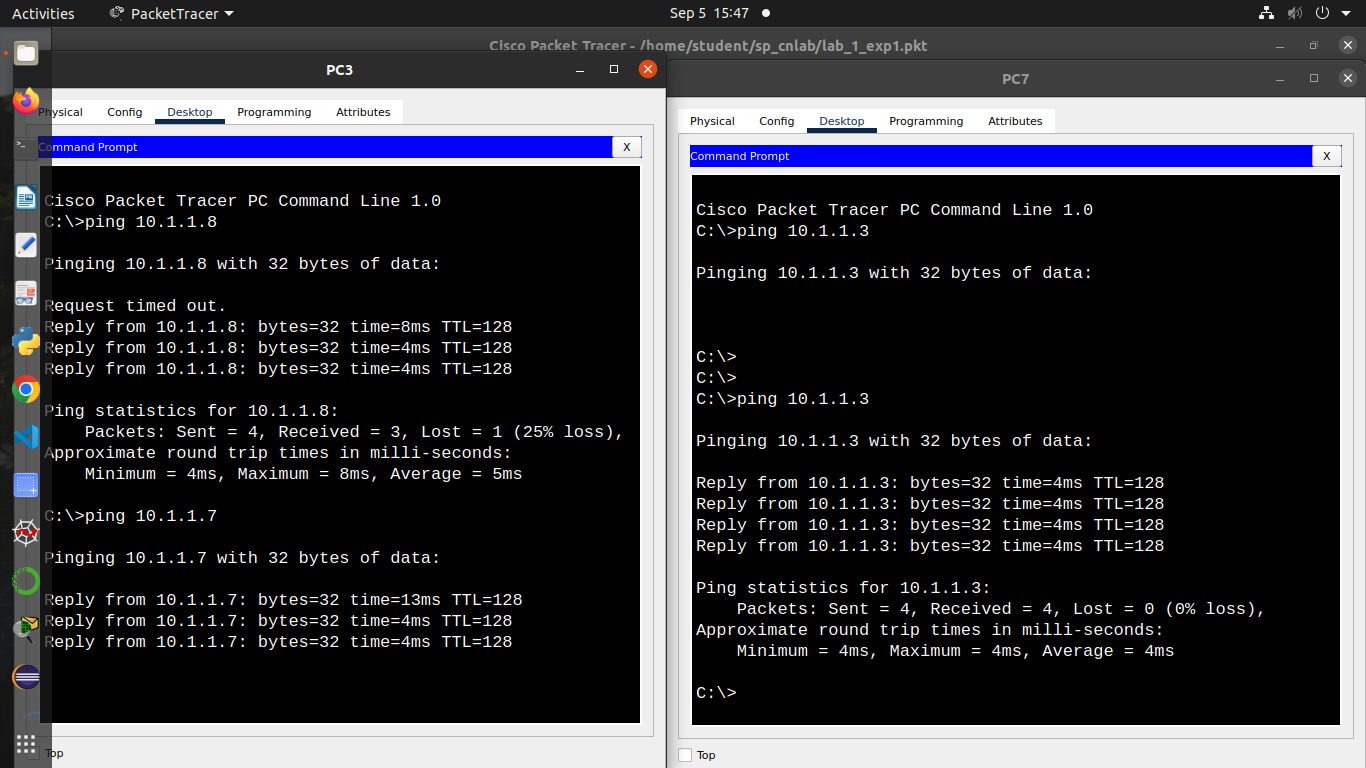 Activities PacketTracer Sep 5 15:47
Cisco Packet Tracer - /home/student/sp_cnlab/lab_1_exp1.pkt
PC3
Physical Config Desktop Programming Attributes
Command Prompt X
Cisco Packet Tracer PC Command Line 1.0
C:\>ping 10.1.1.8
Pinging 10.1.1.8 with 32 bytes of data:
Request timed out.
Reply from 10.1.1.8: bytes=32 time=8ms TTL=128
Reply from 10.1.1.8: bytes=32 time=4ms TTL=128
Reply from 10.1.1.8: bytes=32 time=4ms TTL=128
Ping statistics for 10.1.1.8:
Packets: Sent = 4, Received = 3, Lost = 1 (25% loss),
Approximate round trip times in milli-seconds:
Minimum = 4ms, Maximum = 8ms, Average = 5ms
C:\>ping 10.1.1.7
Pinging 10.1.1.7 with 32 bytes of data:
Reply from 10.1.1.7: bytes=32 time=13ms TTL=128
Reply from 10.1.1.7: bytes=32 time=4ms TTL=128
Reply from 10.1.1.7: bytes=32 time=4ms TTL=128
Top
PC7
Physical Config Desktop Programming Attributes
Command Prompt X
Cisco Packet Tracer PC Command Line 1.0
C:\>ping 10.1.1.3
Pinging 10.1.1.3 with 32 bytes of data:
C:\>
C:\>
C:\>ping 10.1.1.3
Pinging 10.1.1.3 with 32 bytes of data:
Reply from 10.1.1.3: bytes=32 time=4ms TTL=128
Reply from 10.1.1.3: bytes=32 time=4ms TTL=128
Reply from 10.1.1.3: bytes=32 time=4ms TTL=128
Reply from 10.1.1.3: bytes=32 time=4ms TTL=128
Ping statistics for 10.1.1.3:
Packets: Sent = 4, Received = 4, Lost = 0 (0% loss),
Approximate round trip times in milli-seconds:
Minimum = 4ms, Maximum = 4ms, Average = 4ms
C:\>
Top